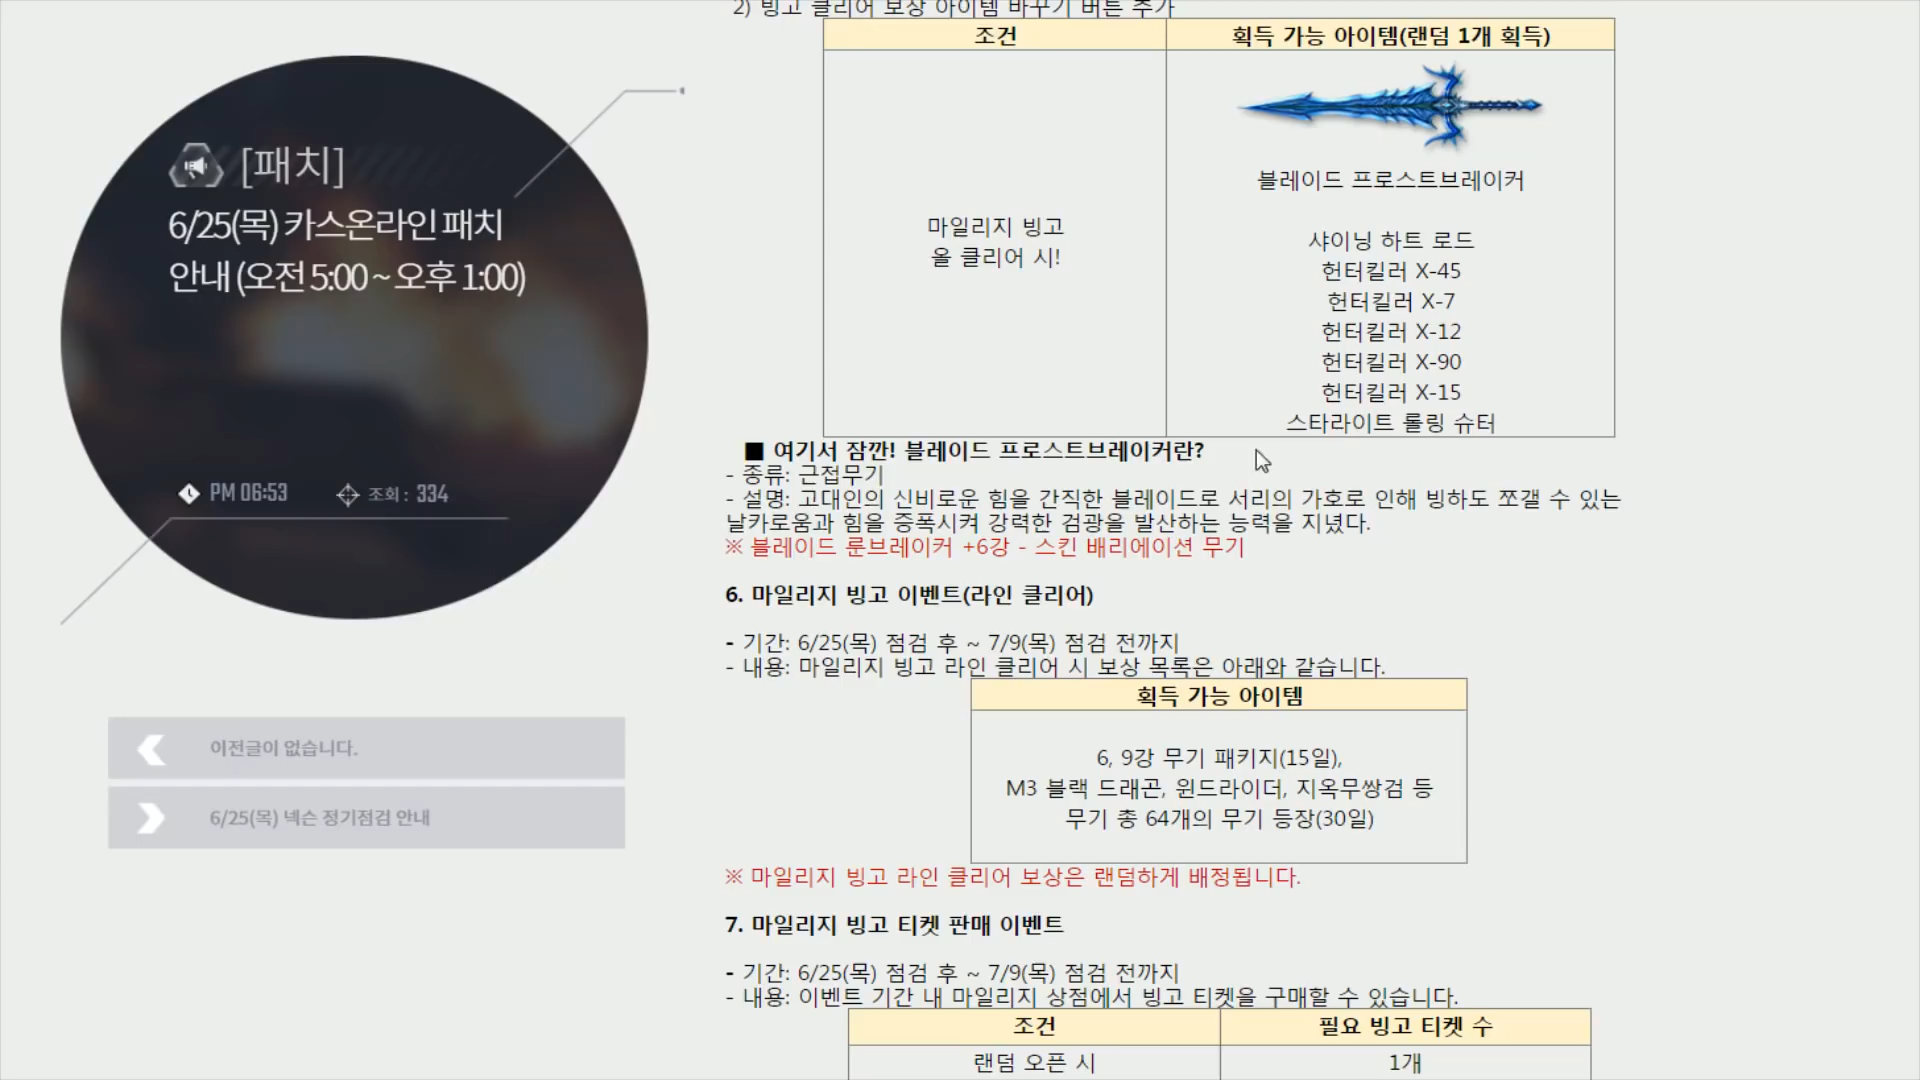 [패치]
6/25(목) 카스온라인 패치
안내 (오전 5:00 ~ 오후 1:00)
PM 06:53 조회 : 334
이전글이 없습니다.
6/25(목) 넥슨 정기점검 안내
2) 빙고 클리어 보상 아이템 바꾸기 버튼 추가
조건 획득 가능 아이템(랜덤 1개 획득)
마일리지 빙고
올 클리어 시!
블레이드 프로스트브레이커
샤이닝 하트 로드
헌터킬러 X-45
헌터킬러 X-7
헌터킬러 X-12
헌터킬러 X-90
헌터킬러 X-15
스타라이트 롤링 슈터
■ 여기서 잠깐! 블레이드 프로스트브레이커란?
- 종류: 근접무기
- 설명: 고대인의 신비로운 힘을 간직한 블레이드로 서리의 가호로 인해 빙하도 쪼갤 수 있는
날카로움과 힘을 증폭시켜 강력한 검광을 발산하는 능력을 지녔다.
※ 블레이드 룬브레이커 +6강 - 스킨 배리에이션 무기
6. 마일리지 빙고 이벤트(라인 클리어)
- 기간: 6/25(목) 점검 후 ~ 7/9(목) 점검 전까지
- 내용: 마일리지 빙고 라인 클리어 시 보상 목록은 아래와 같습니다.
획득 가능 아이템
6, 9강 무기 패키지(15일),
M3 블랙 드래곤, 윈드라이더, 지옥무쌍검 등
무기 총 64개의 무기 등장(30일)
※ 마일리지 빙고 라인 클리어 보상은 랜덤하게 배정됩니다.
7. 마일리지 빙고 티켓 판매 이벤트
- 기간: 6/25(목) 점검 후 ~ 7/9(목) 점검 전까지
- 내용: 이벤트 기간 내 마일리지 상점에서 빙고 티켓을 구매할 수 있습니다.
조건 필요 빙고 티켓 수
랜덤 오픈 시 1개